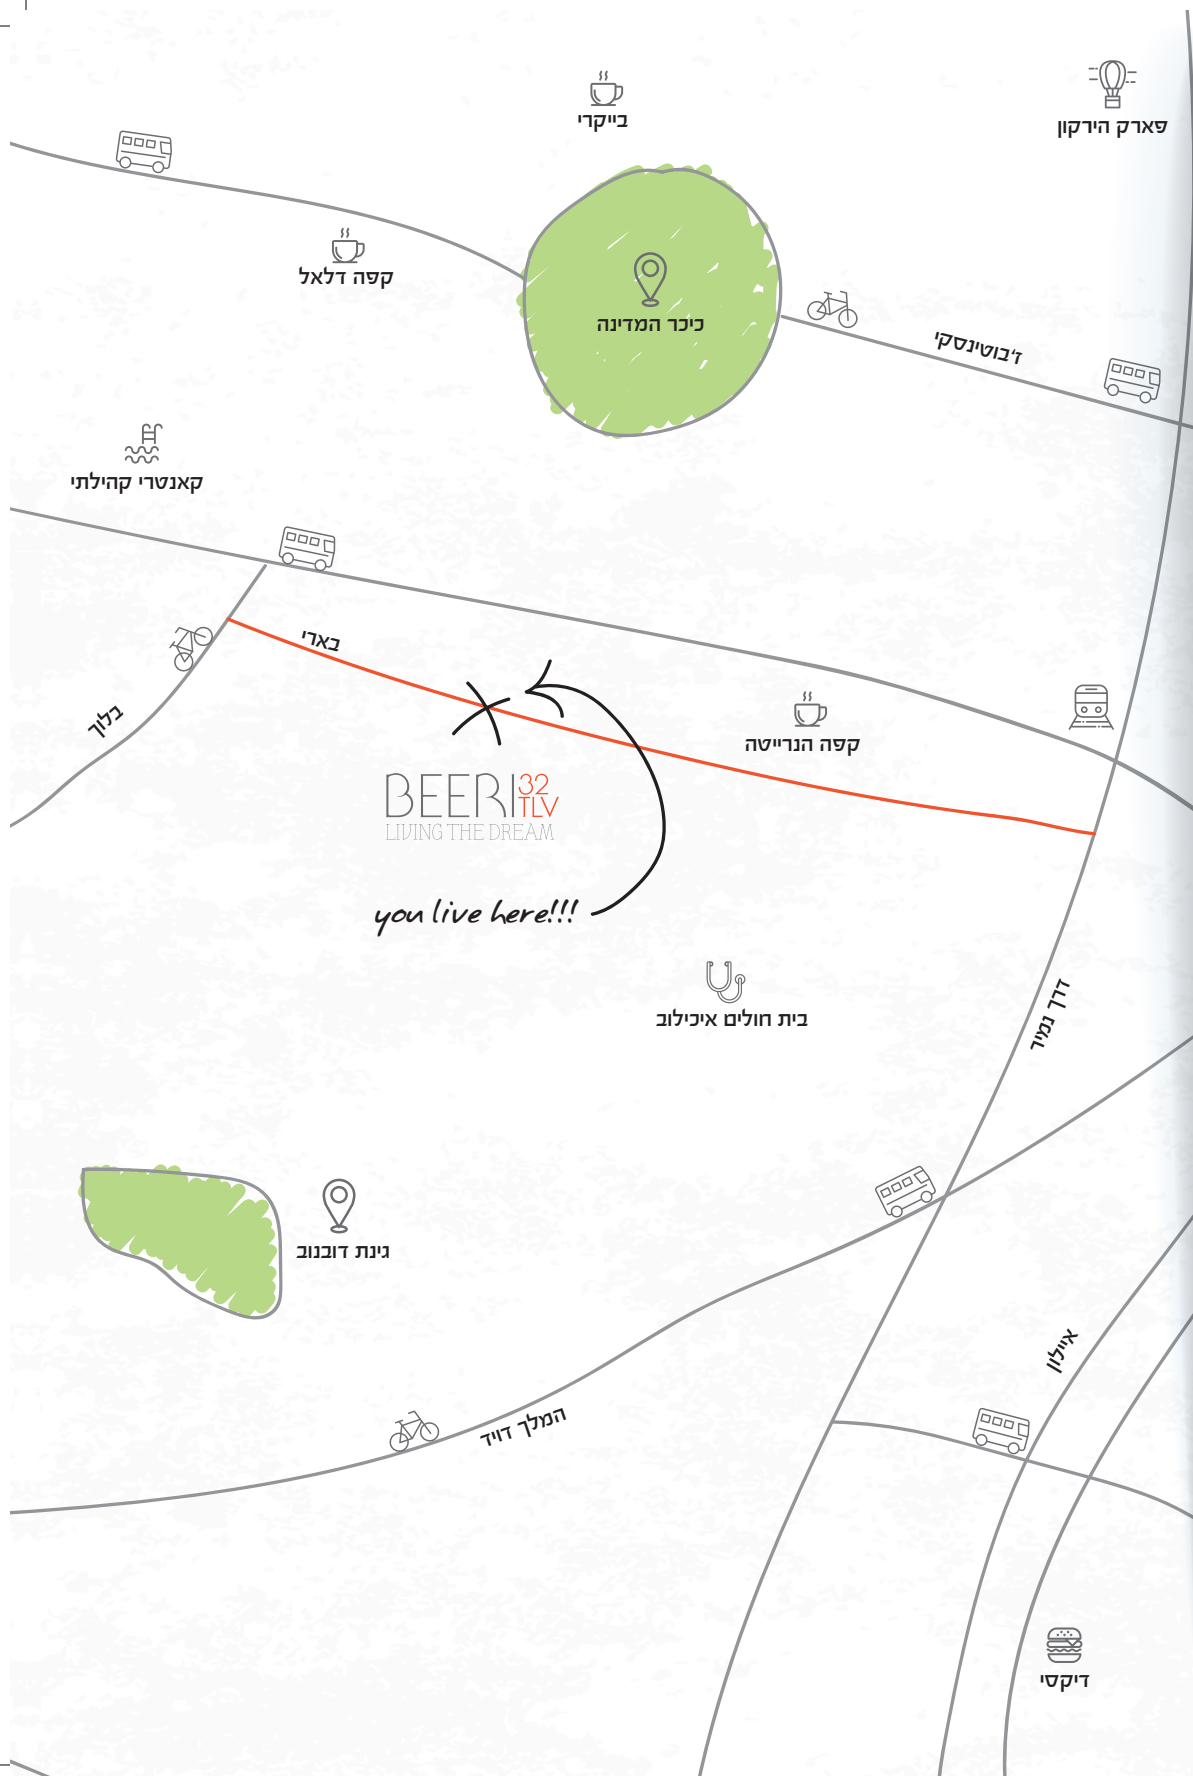 בייקרי
פארק הירקון
קפה דלאל
כיכר המדינה
ז'בוטינסקי
קאנטרי קהילתי
בארי
בלוך
קפה הנרייטה
BEERI 32 TLV
LIVING THE DREAM
you live here!!!
בית חולים איכילוב
דרך נמיר
גינת דובנוב
איילון
המלך דויד
דיקסי